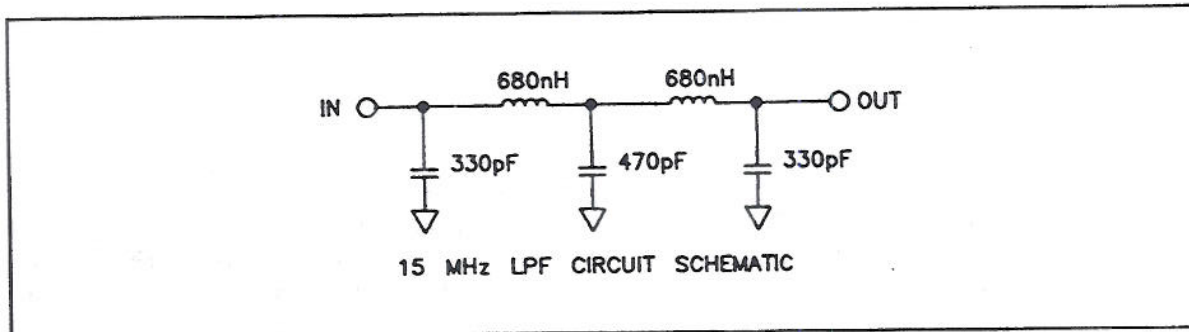 680nH 680nH
IN OUT
330pF 470pF 330pF
15 MHz LPF CIRCUIT SCHEMATIC